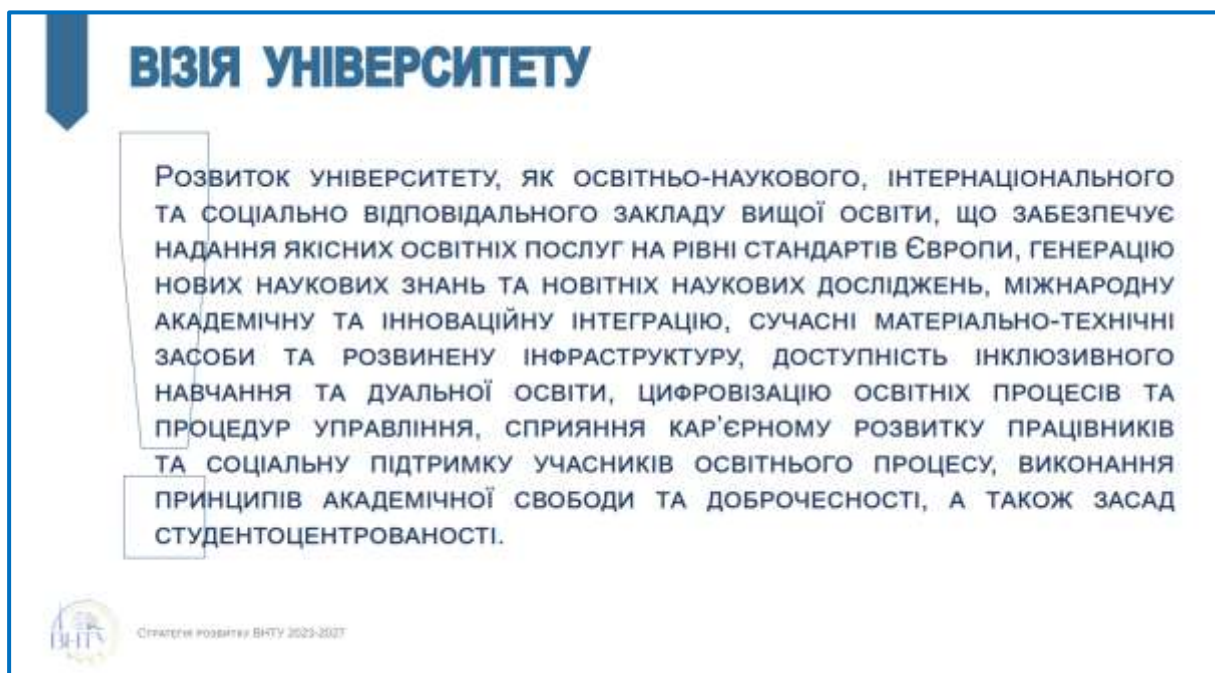 ВІЗІЯ УНІВЕРСИТЕТУ
Розвиток університету, як освітньо-наукового, інтернаціонального
та соціально відповідального закладу вищої освіти, що забезпечує
надання якісних освітніх послуг на рівні стандартів Європи, генерацію
нових наукових знань та новітніх наукових досліджень, міжнародну
академічну та інноваційну інтеграцію, сучасні матеріально-технічні
засоби та розвинену інфраструктуру, доступність інклюзивного
навчання та дуальної освіти, цифровізацію освітніх процесів та
процедур управління, сприяння кар'єрному розвитку працівників
та соціальну підтримку учасників освітнього процесу, виконання
принципів академічної свободи та доброчесності, а також засад
студентоцентрованості.
ВНТУ
Стратегія розвитку ВНТУ 2023-2027